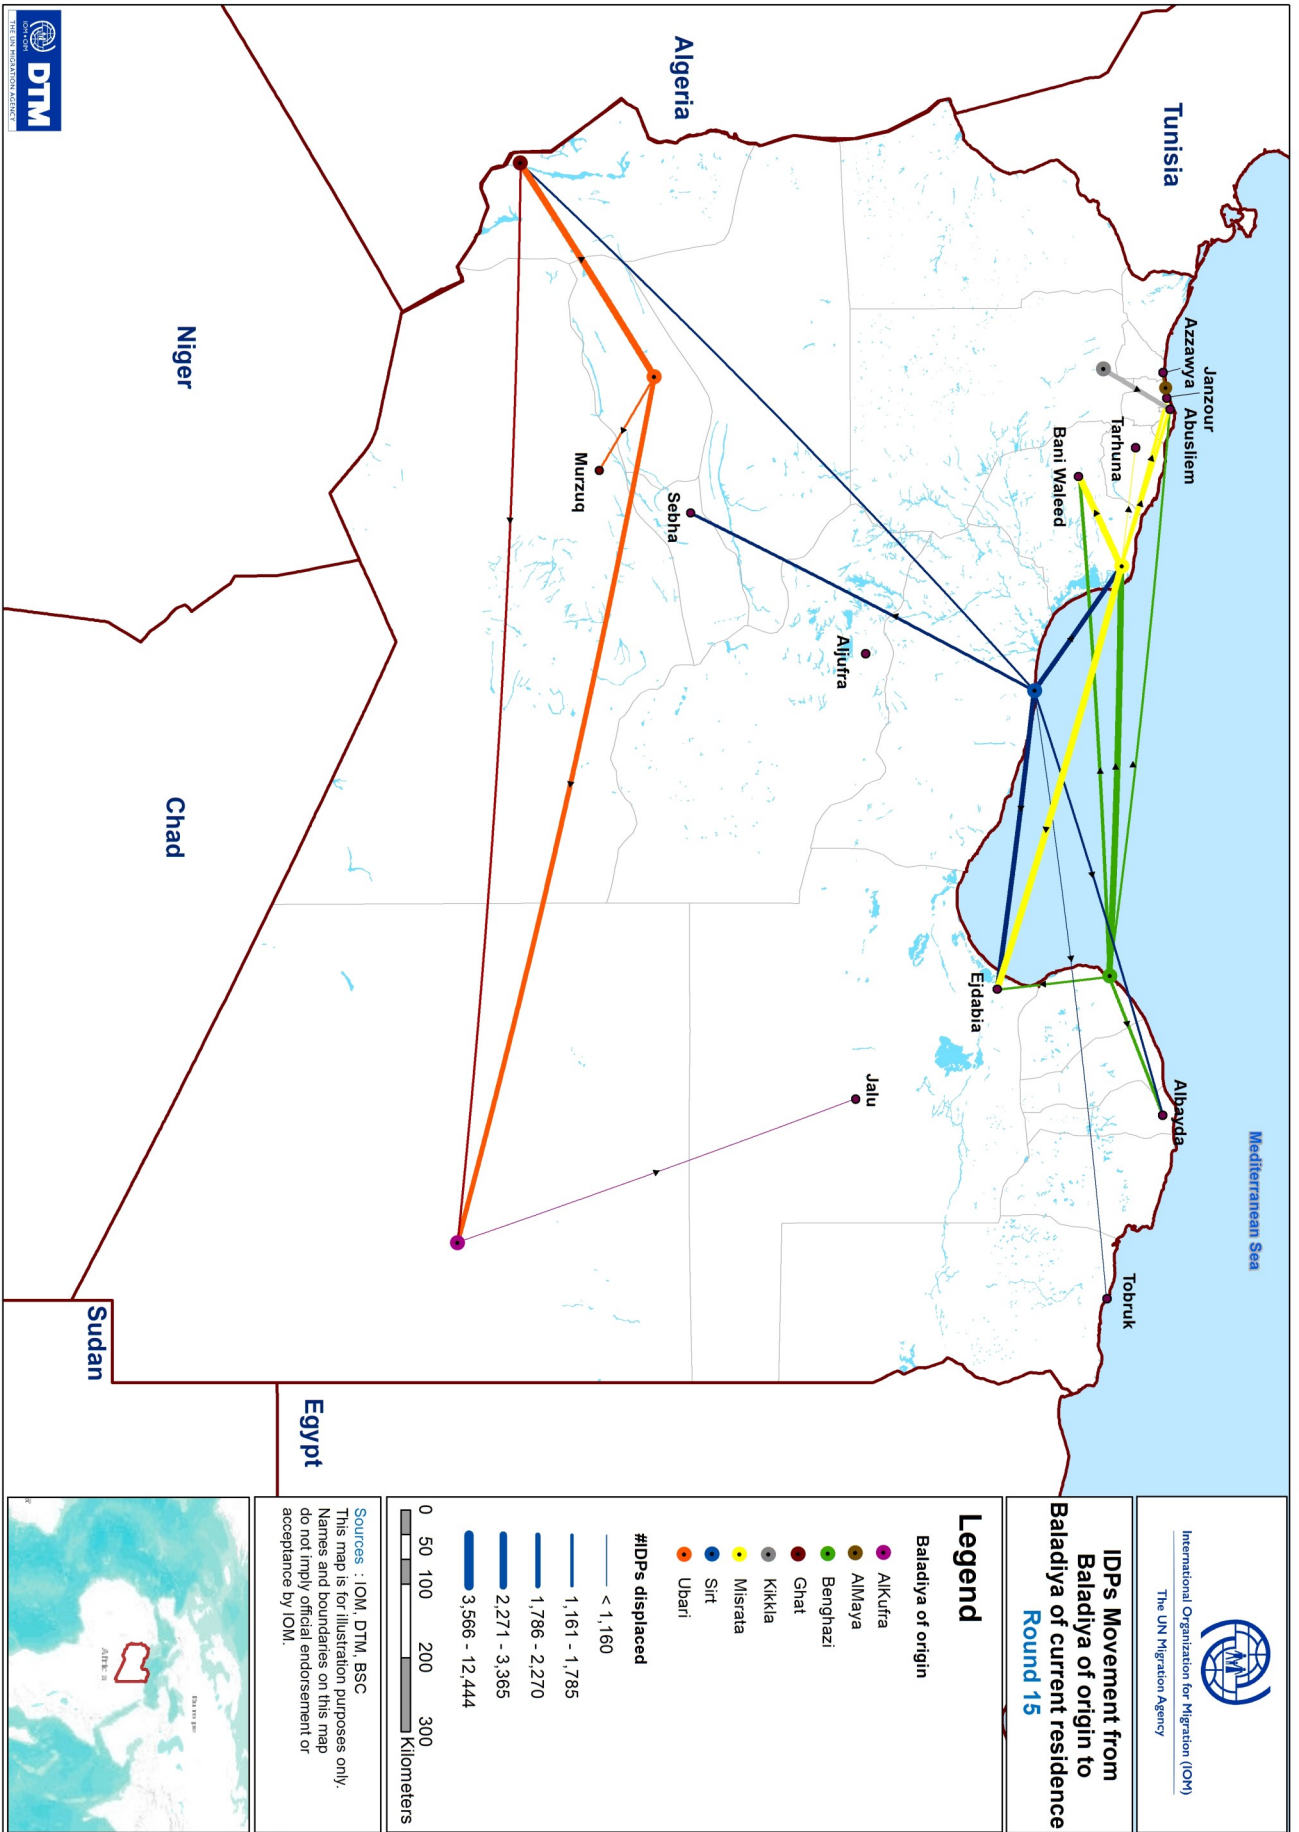 International Organization for Migration (IOM)
The UN Migration Agency
IDPs Movement from
Baladiya of origin to
Baladiya of current residence
Round 15
Legend
Baladiya of origin
AlKufra
AlMaya
Benghazi
Ghat
Kikkla
Misrata
Sirt
Ubari
#IDPs displaced
< 1,160
1,161 - 1,785
1,786 - 2,270
2,271 - 3,365
3,566 - 12,444
0 50 100 200 300
Kilometers
Sources : IOM, DTM, BSC
This map is for illustration purposes only.
Names and boundaries on this map
do not imply official endorsement or
acceptance by IOM.
Africa
Europe
Mediterranean Sea
Tunisia
Algeria
Niger
Chad
Sudan
Egypt
Azzawya
Janzour
Abusliem
Tarhuna
Bani Waleed
Murzuq
Sebha
Aljufra
Ejdabia
Jalu
Albayda
Tobruk
IOM • OIM
DTM
THE UN MIGRATION AGENCY